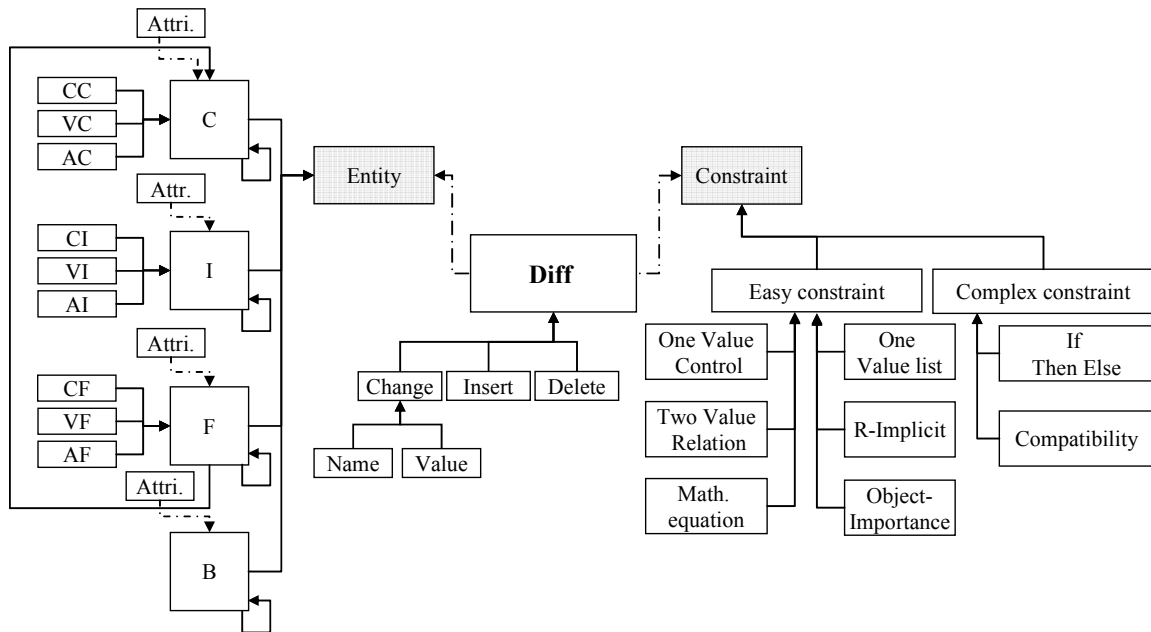 Attri.
CC
VC
AC
C
Attr.
CI
VI
AI
I
Attri.
CF
VF
AF
F
Attri.
B
Entity
Diff
Change
Insert
Delete
Name
Value
Constraint
Easy constraint
Complex constraint
One Value
Control
One
Value list
Two Value
Relation
R-Implicit
Math.
equation
Object-
Importance
If
Then Else
Compatibility